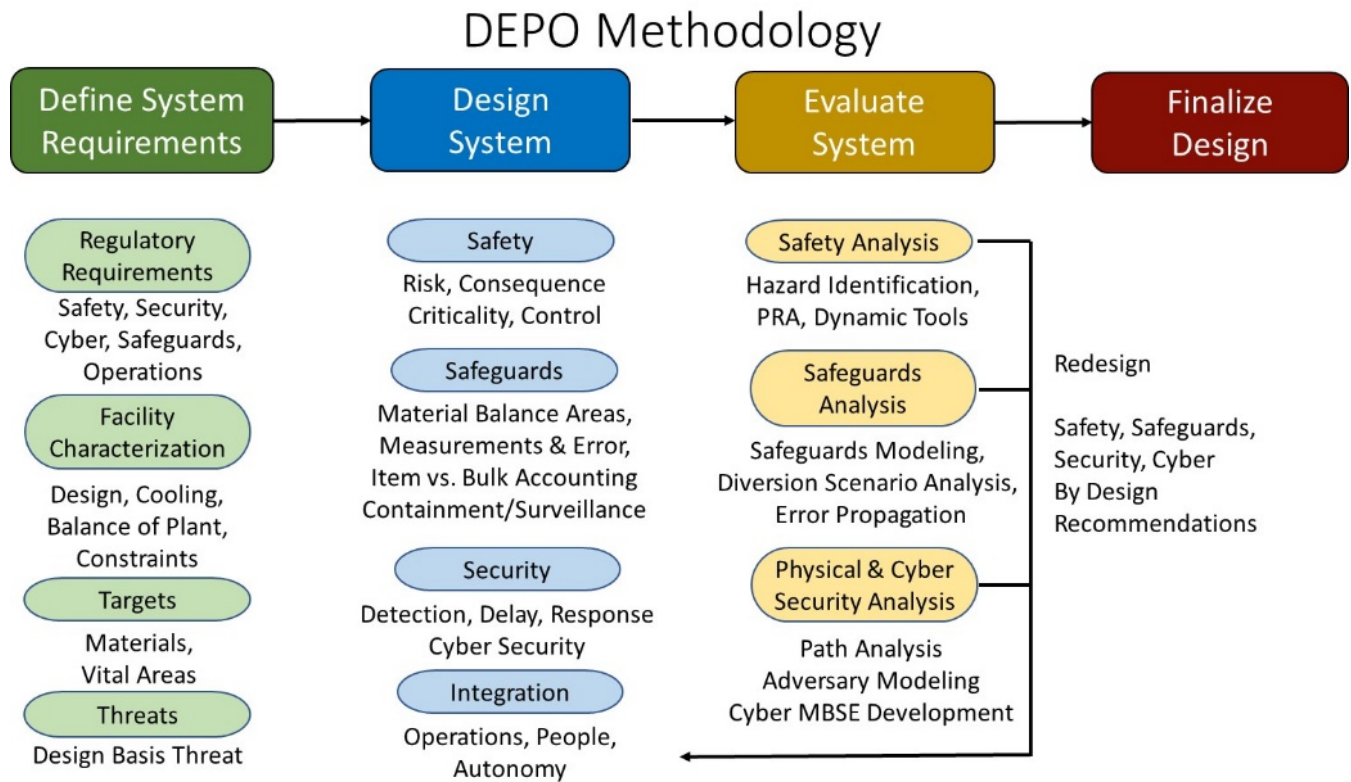 DEPO Methodology
Define System
Requirements
Design
System
Evaluate
System
Finalize
Design
Regulatory
Requirements
Safety, Security,
Cyber, Safeguards,
Operations
Facility
Characterization
Design, Cooling,
Balance of Plant,
Constraints
Targets
Materials,
Vital Areas
Threats
Design Basis Threat
Safety
Risk, Consequence
Criticality, Control
Safeguards
Material Balance Areas,
Measurements & Error,
Item vs. Bulk Accounting
Containment/Surveillance
Security
Detection, Delay, Response
Cyber Security
Integration
Operations, People,
Autonomy
Safety Analysis
Hazard Identification,
PRA, Dynamic Tools
Safeguards
Analysis
Safeguards Modeling,
Diversion Scenario Analysis,
Error Propagation
Physical & Cyber
Security Analysis
Path Analysis
Adversary Modeling
Cyber MBSE Development
Redesign
Safety, Safeguards,
Security, Cyber
By Design
Recommendations